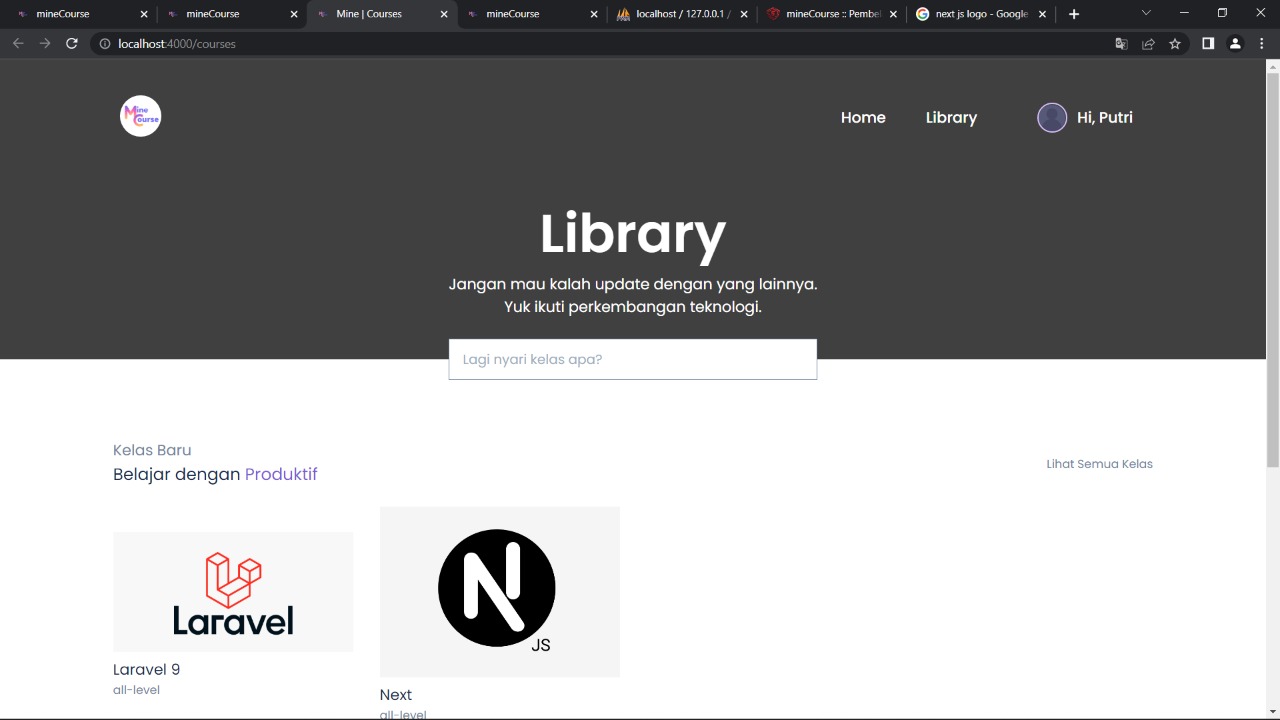 mineCourse
mineCourse
Mine | Courses
mineCourse
localhost / 127.0.0.1 /
mineCourse :: Pembel
next js logo - Google
localhost:4000/courses
Mine
Course
Home
Library
Hi, Putri
Library
Jangan mau kalah update dengan yang lainnya.
Yuk ikuti perkembangan teknologi.
Lagi nyari kelas apa?
Kelas Baru
Belajar dengan Produktif
Lihat Semua Kelas
Laravel
N
JS
Laravel 9
all-level
Next
all-level